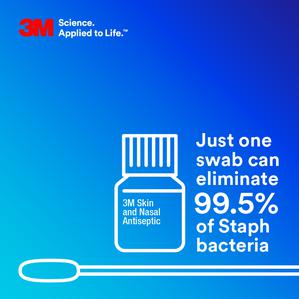 3M Science.
Applied to Life.™
Just one
swab can
eliminate
99.5%
of Staph
bacteria
3M Skin
and Nasal
Antiseptic